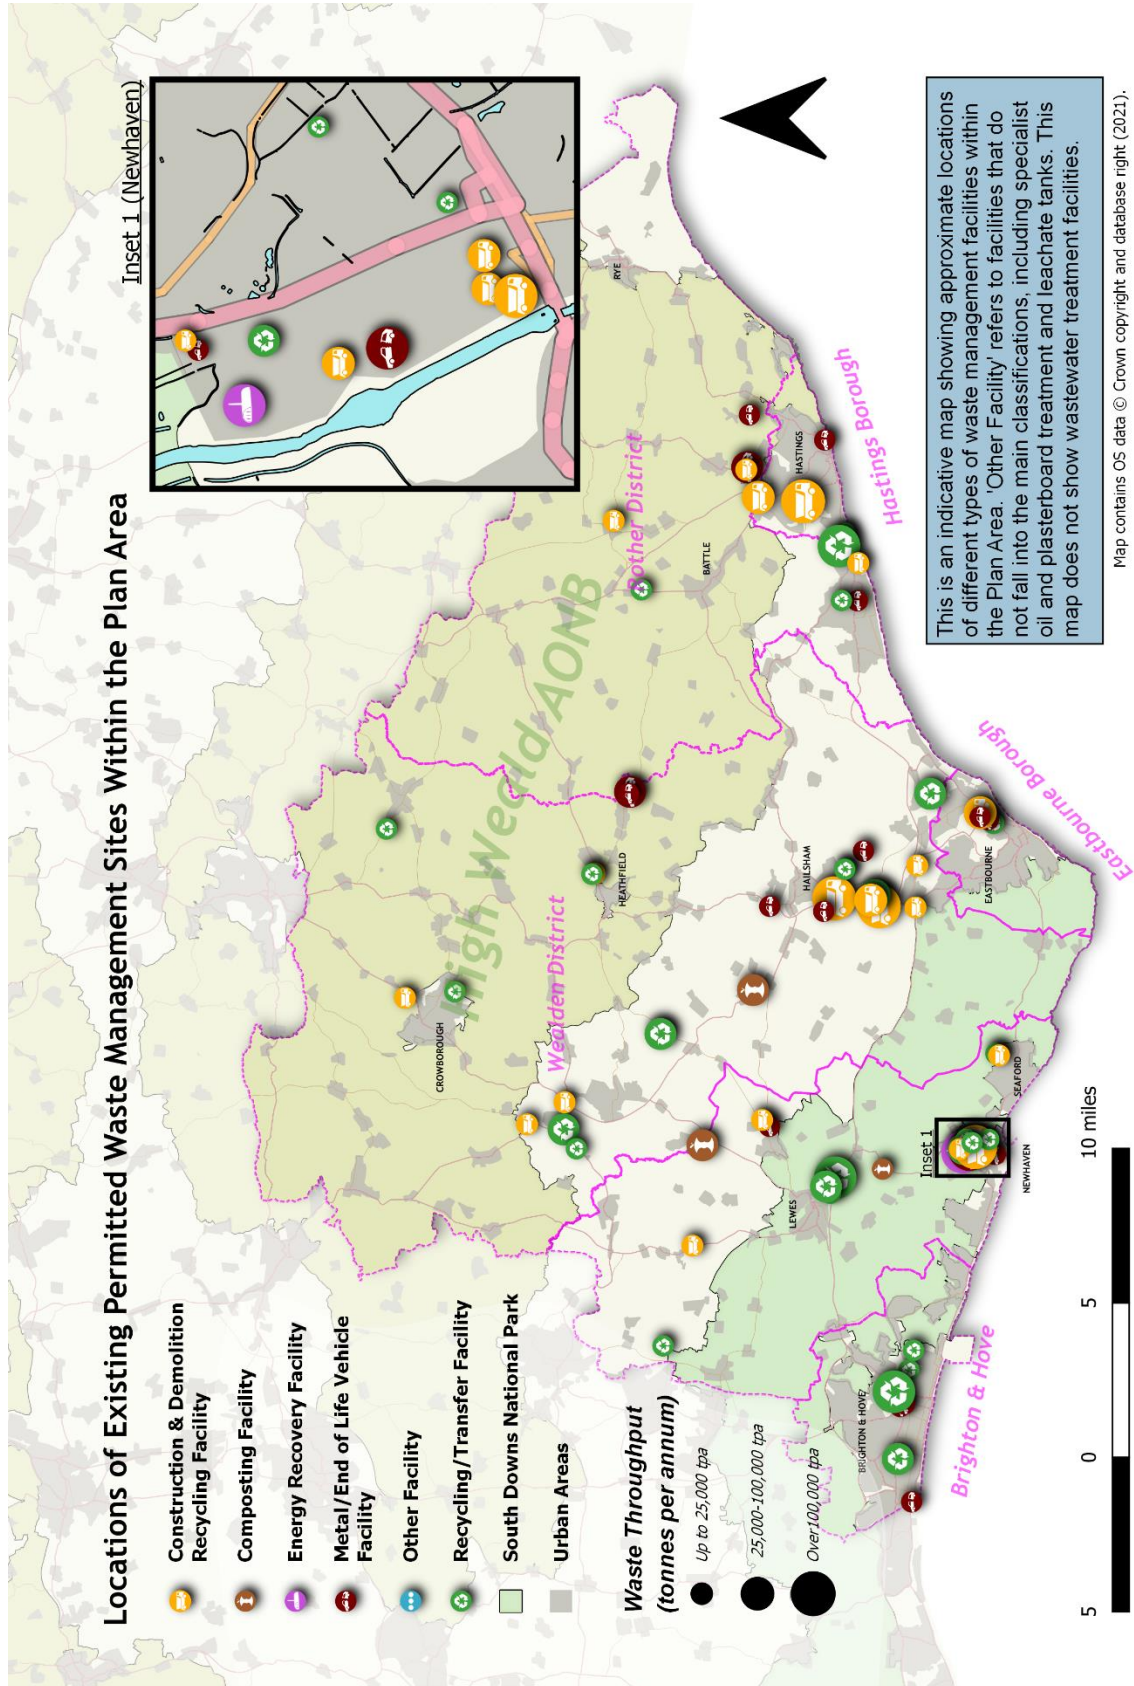 Locations of Existing Permitted Waste Management Sites Within the Plan Area
Inset 1 (Newhaven)
Construction & Demolition
Recycling Facility
Composting Facility
Energy Recovery Facility
Metal/End of Life Vehicle
Facility
Other Facility
Recycling/Transfer Facility
South Downs National Park
Urban Areas
Waste Throughput
(tonnes per annum)
Up to 25,000 tpa
25,000-100,000 tpa
Over100,000 tpa
High Weald AONB
Wealden District
Rother District
Hastings Borough
Eastbourne Borough
Brighton & Hove
CROWBOROUGH
HEATHFIELD
BATTLE
RYE
HASTINGS
HAILSHAM
EASTBOURNE
LEWES
SEAFORD
NEWHAVEN
BRIGHTON & HOVE
Inset 1
5
0
5
10 miles
This is an indicative map showing approximate locations
of different types of waste management facilities within
the Plan Area. 'Other Facility' refers to facilities that do
not fall into the main classifications, including specialist
oil and plasterboard treatment and leachate tanks. This
map does not show wastewater treatment facilities.
Map contains OS data © Crown copyright and database right (2021).